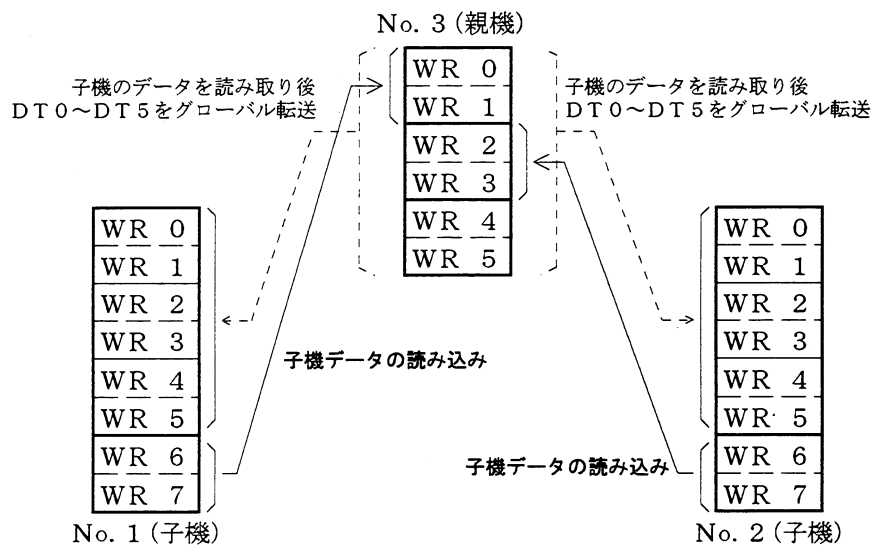 No. 3 (親機)
子機のデータを読み取り後
DT0〜DT5をグローバル転送
子機のデータを読み取り後
DT0〜DT5をグローバル転送
WR 0
WR 1
WR 2
WR 3
WR 4
WR 5
WR 0
WR 1
WR 2
WR 3
WR 4
WR 5
WR 6
WR 7
No. 1 (子機)
子機データの読み込み
子機データの読み込み
WR 0
WR 1
WR 2
WR 3
WR 4
WR 5
WR 6
WR 7
No. 2 (子機)